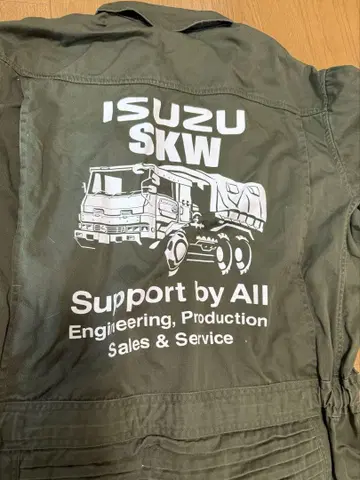 ISUZU
SKW
Support by All
Engineering, Production
Sales & Service